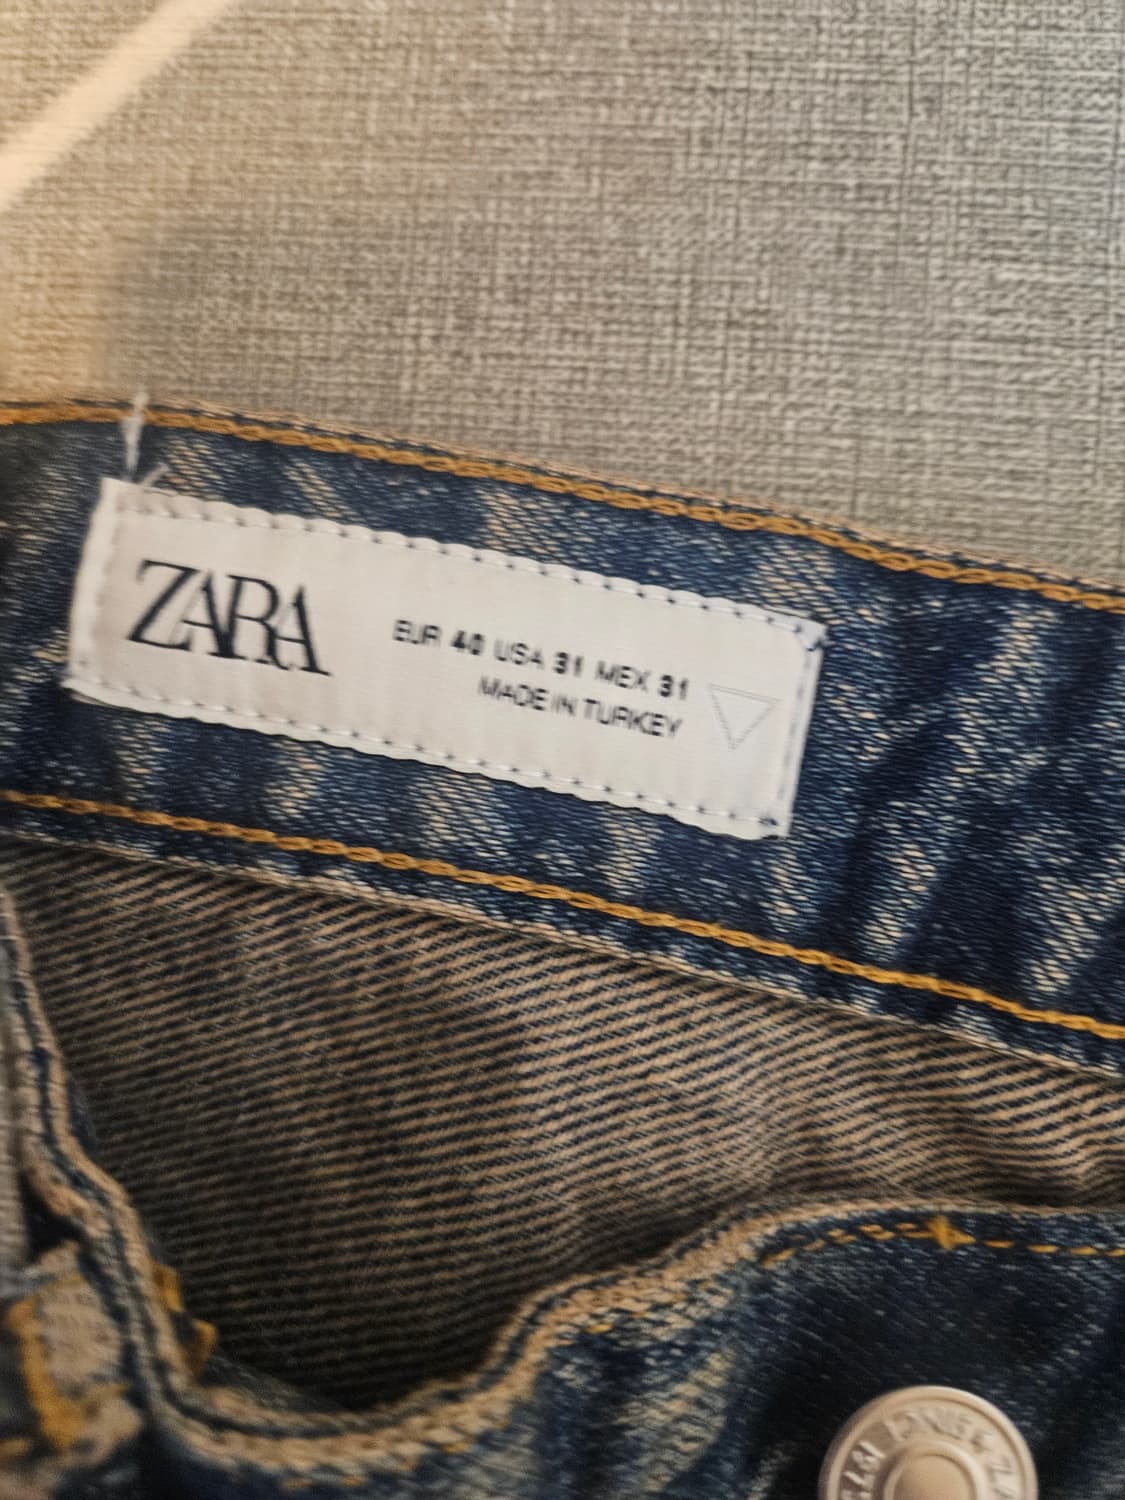 ZARA
EUR 40 USA 31 MEX 31
MADE IN TURKEY